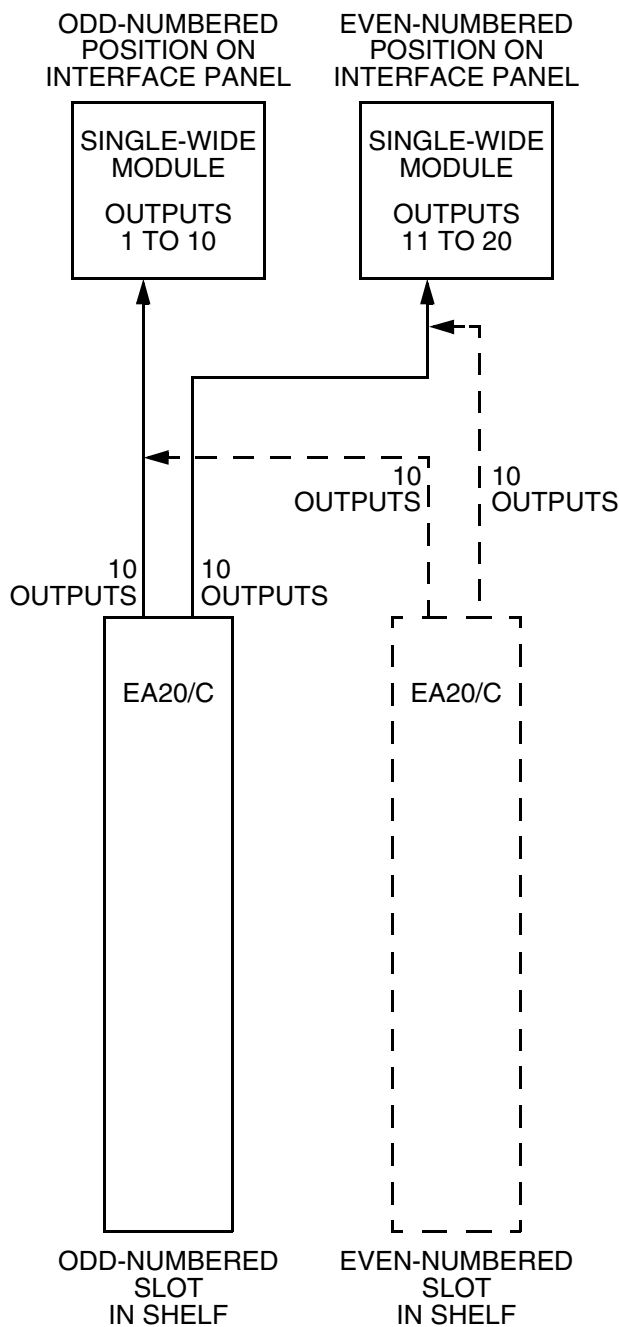 ODD-NUMBERED
POSITION ON
INTERFACE PANEL
EVEN-NUMBERED
POSITION ON
INTERFACE PANEL
SINGLE-WIDE
MODULE
OUTPUTS
1 TO 10
SINGLE-WIDE
MODULE
OUTPUTS
11 TO 20
10
OUTPUTS
10
OUTPUTS
10
OUTPUTS
10
OUTPUTS
EA20/C
EA20/C
ODD-NUMBERED
SLOT
IN SHELF
EVEN-NUMBERED
SLOT
IN SHELF